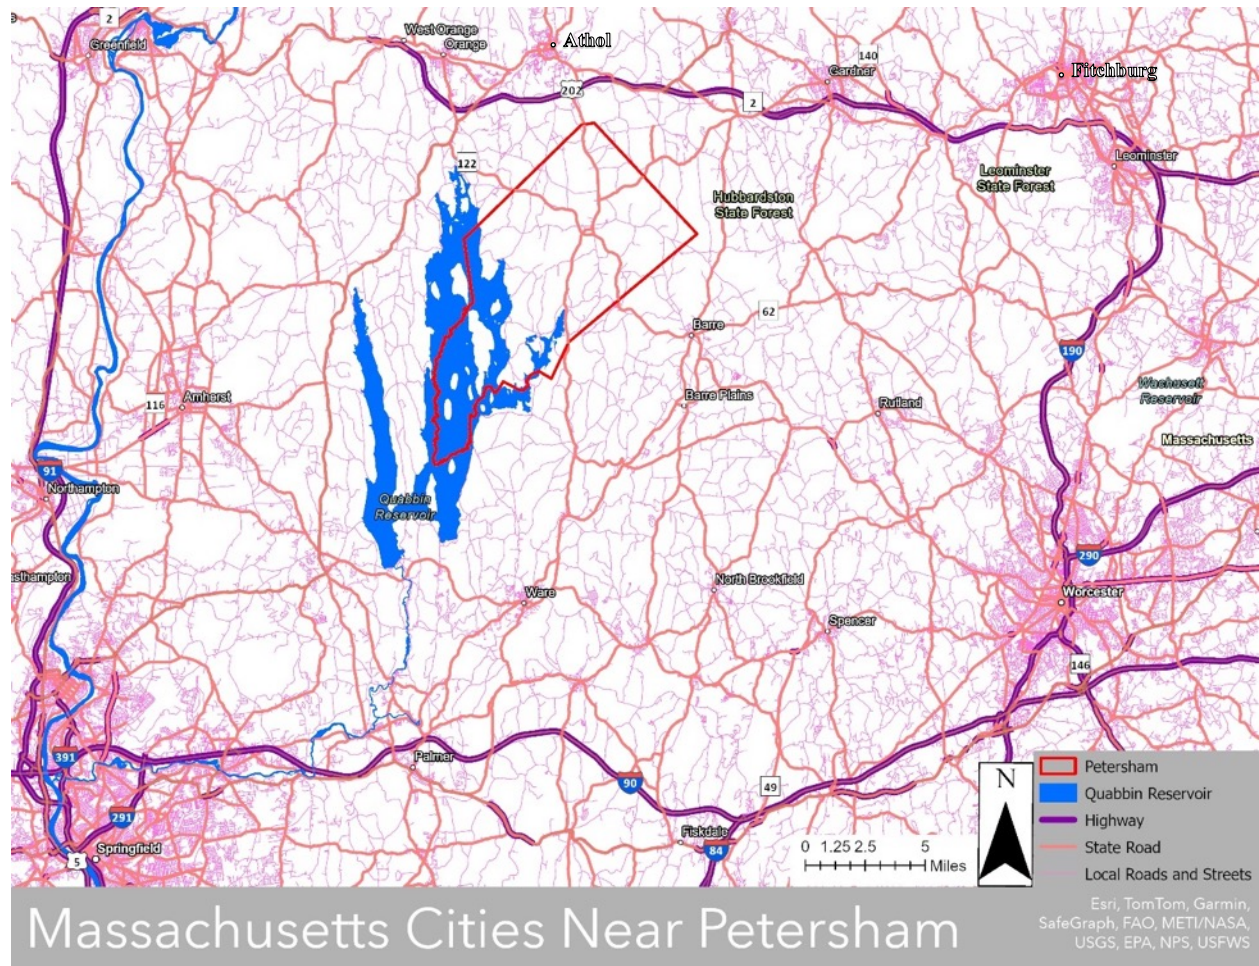 2
Greenfield
West Orange
Orange
Athol
140
Gardner
Fitchburg
202
2
122
Leominster
Leominster
State Forest
Hubbardston
State Forest
62
Barre
190
116
Amherst
Barre Plains
Rutland
Wachusett
Reservoir
Massachusetts
91
Northampton
Quabbin
Reservoir
290
sthampton
Ware
North Brookfield
Worcester
Spencer
146
391
Palmer
90
49
291
Fiskdale
84
Springfield
5
N
0 1.25 2.5 5
Miles
Petersham
Quabbin Reservoir
Highway
State Road
Local Roads and Streets
Massachusetts Cities Near Petersham
Esri, TomTom, Garmin,
SafeGraph, FAO, METI/NASA,
USGS, EPA, NPS, USFWS